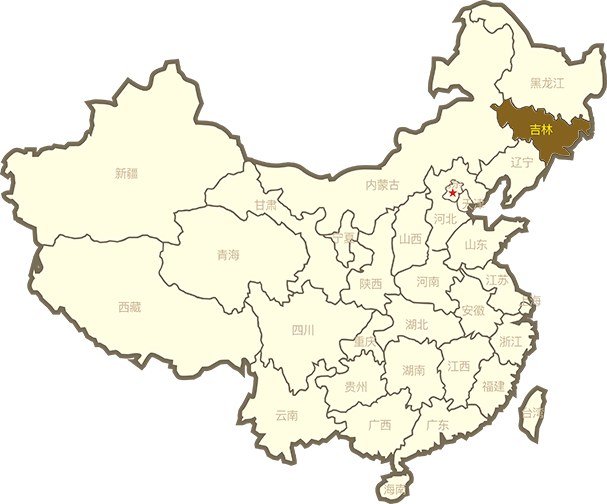 黑龙江
吉林
辽宁
新疆
内蒙古
甘肃
天津
河北
宁夏
山西
山东
青海
陕西
河南
江苏
西藏
安徽
上海
四川
湖北
重庆
浙江
湖南
江西
贵州
福建
云南
台湾
广西
广东
海南